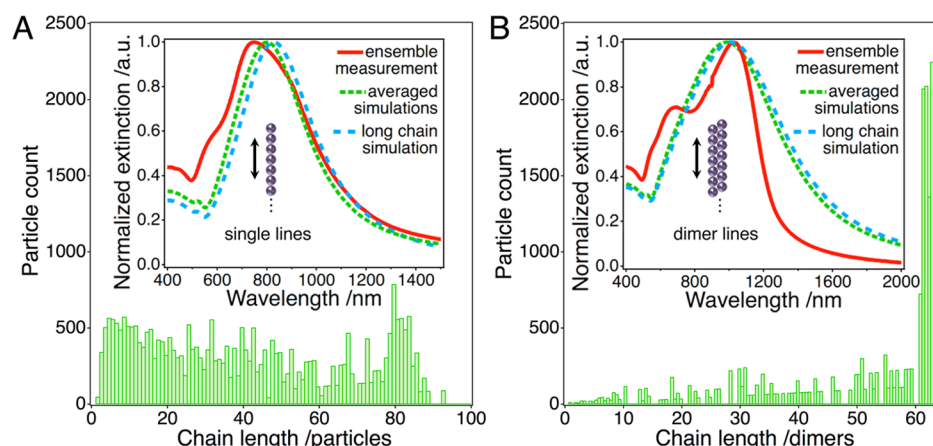 A
Particle count
2500
2000
1500
1000
500
0
0
20
40
60
80
100
Chain length /particles
Normalized extinction /a.u.
1.0
0.8
0.6
0.4
0.2
0.0
400
600
800
1000
1200
1400
Wavelength /nm
ensemble
measurement
averaged
simulations
long chain
simulation
single lines
B
Particle count
2500
2000
1500
1000
500
0
0
10
20
30
40
50
60
Chain length /dimers
Normalized extinction /a.u.
1.0
0.8
0.6
0.4
0.2
0.0
400
800
1200
1600
2000
Wavelength /nm
ensemble
measurement
averaged
simulations
long chain
simulation
dimer lines